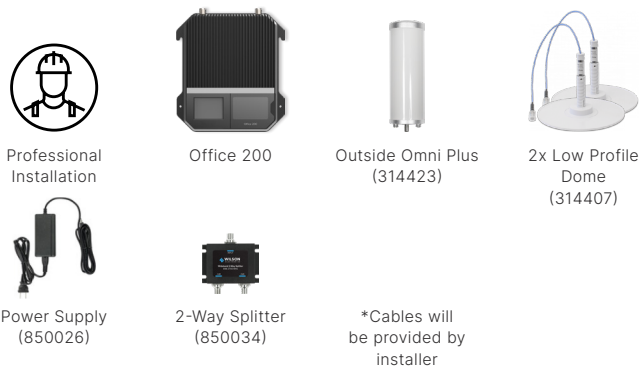 Professional
Installation
Office 200
Outside Omni Plus
(314423)
2x Low Profile
Dome
(314407)
WILSON
Power Supply
(850026)
2-Way Splitter
(850034)
*Cables will
be provided by
installer